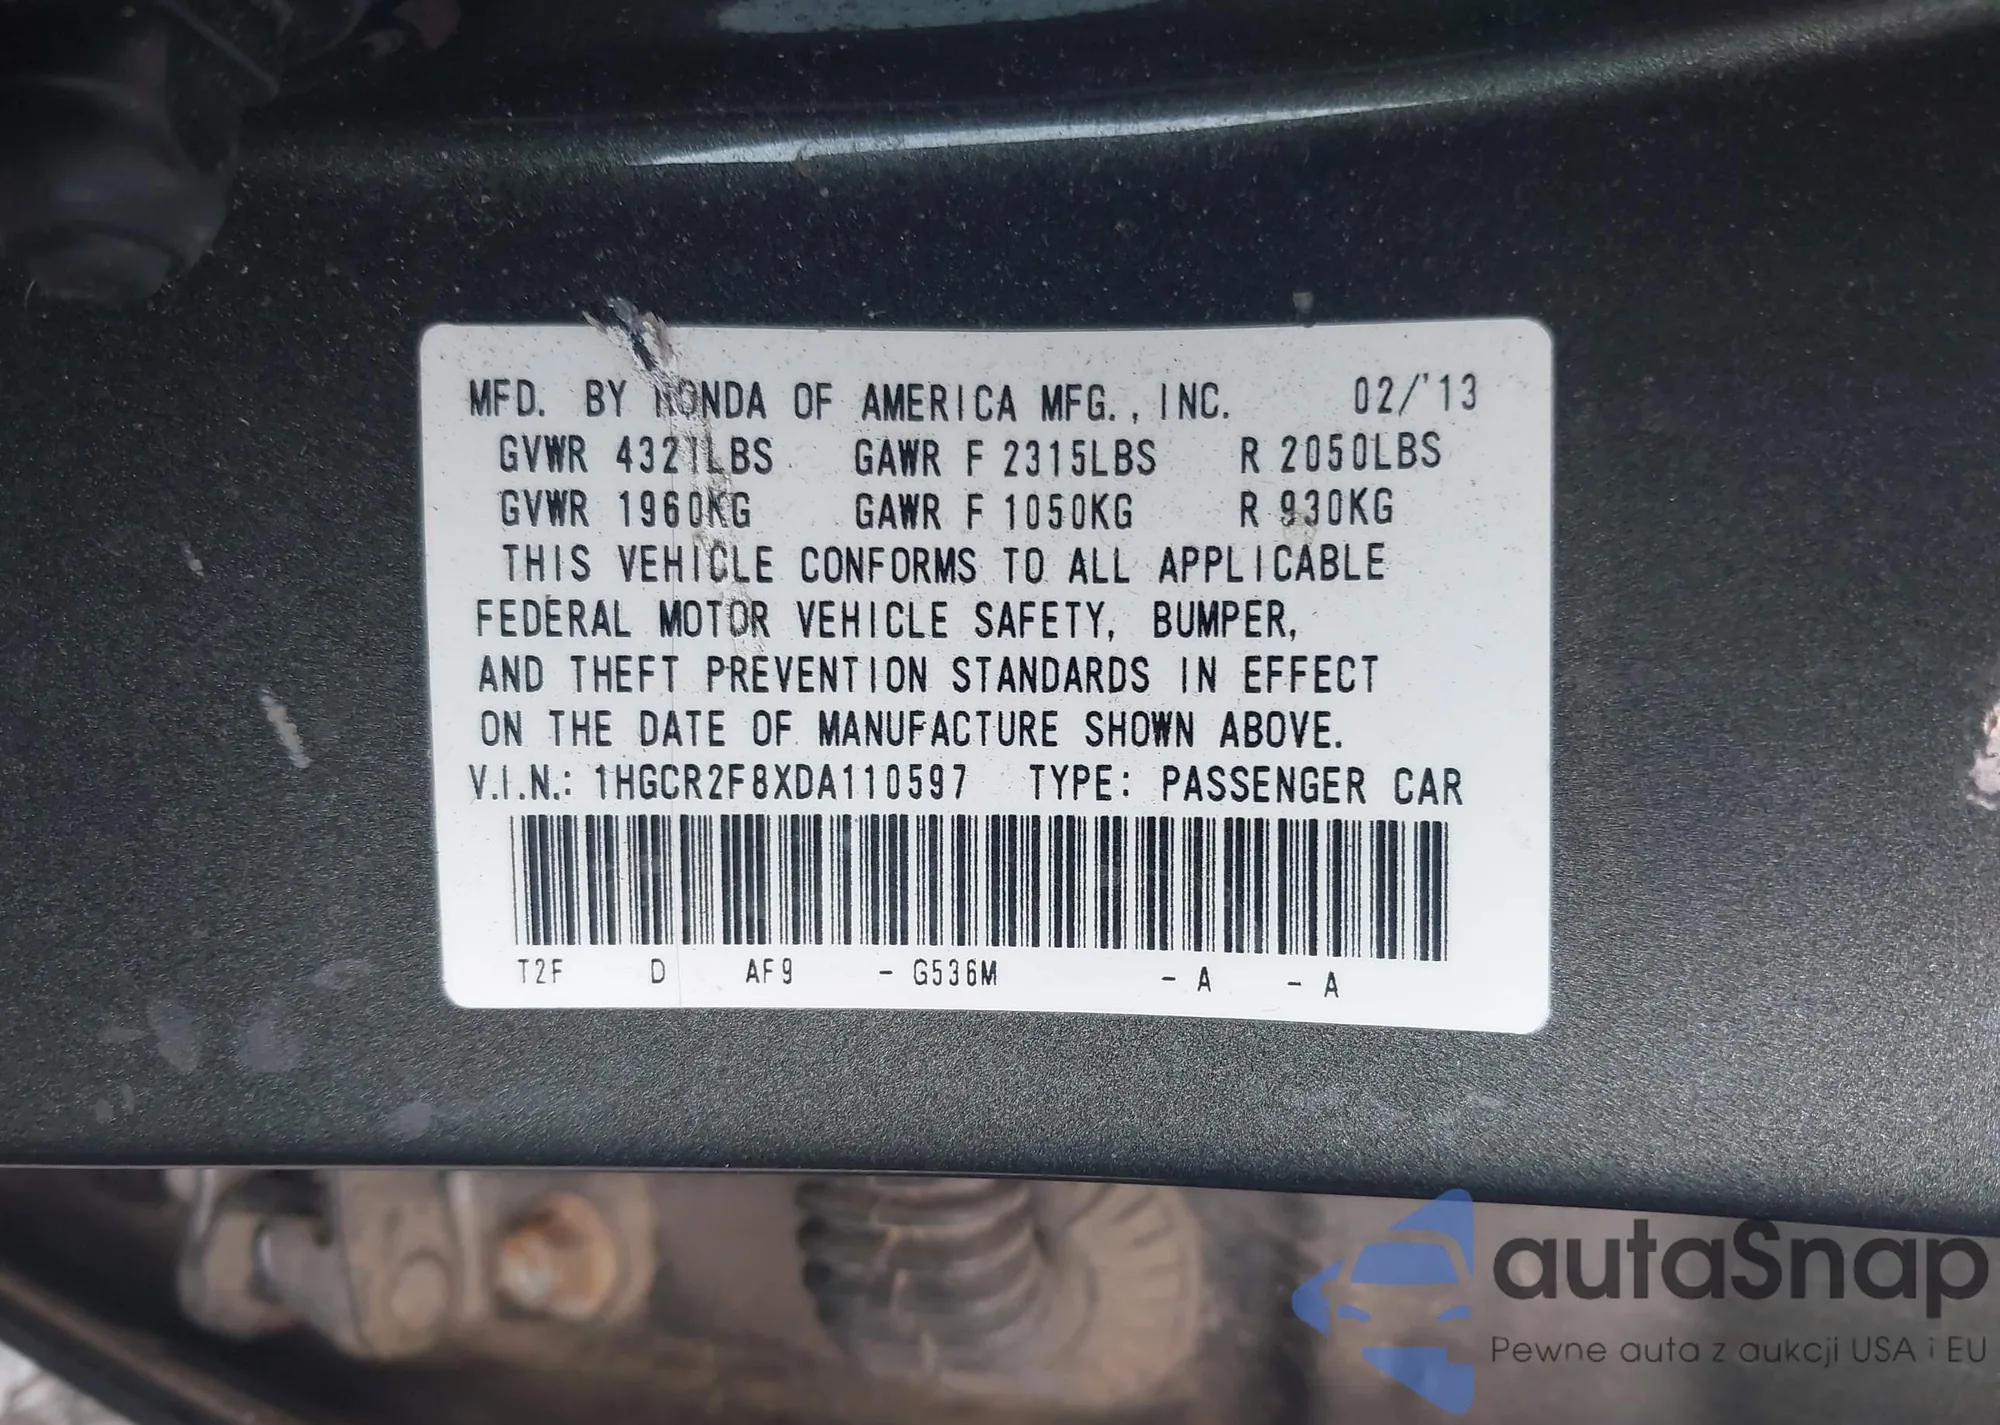 MFD. BY HONDA OF AMERICA MFG., INC. 02/'13
GVWR 4321LBS GAWR F 2315LBS R 2050LBS
GVWR 1960KG GAWR F 1050KG R 930KG
THIS VEHICLE CONFORMS TO ALL APPLICABLE
FEDERAL MOTOR VEHICLE SAFETY, BUMPER,
AND THEFT PREVENTION STANDARDS IN EFFECT
ON THE DATE OF MANUFACTURE SHOWN ABOVE.
V.I.N.: 1HGCR2F8XDA110597 TYPE: PASSENGER CAR
T2F D AF9 - G536M - A - A
autaSnap
Pewne auta z aukcji USA i EU